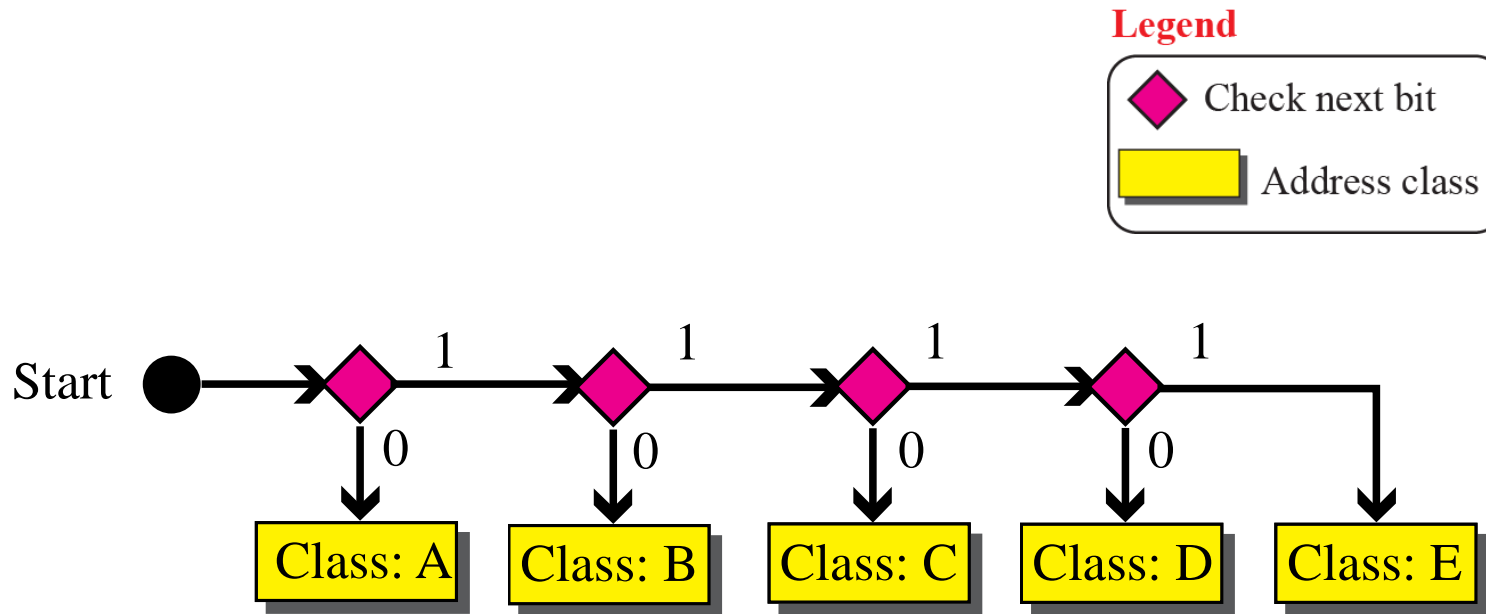 Legend
Check next bit
Address class
Start
1
1
1
1
0
0
0
0
Class: A
Class: B
Class: C
Class: D
Class: E